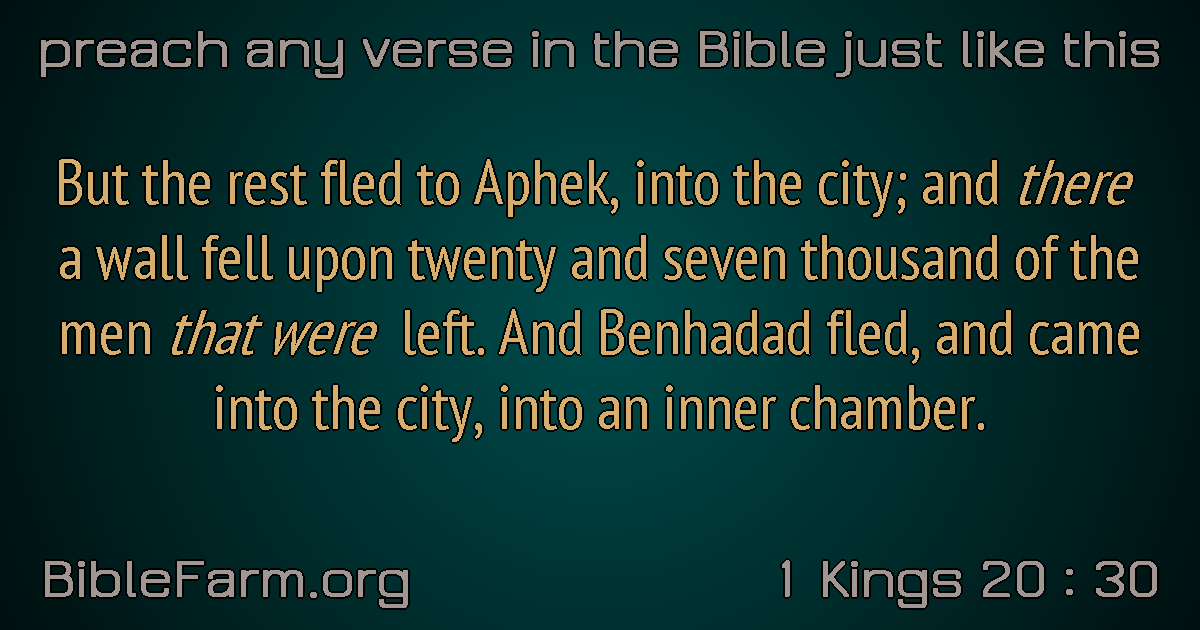 preach any verse in the Bible just like this
But the rest fled to Aphek, into the city; and there
a wall fell upon twenty and seven thousand of the
men that were left. And Benhadad fled, and came
into the city, into an inner chamber.
BibleFarm.org
1 Kings 20 : 30